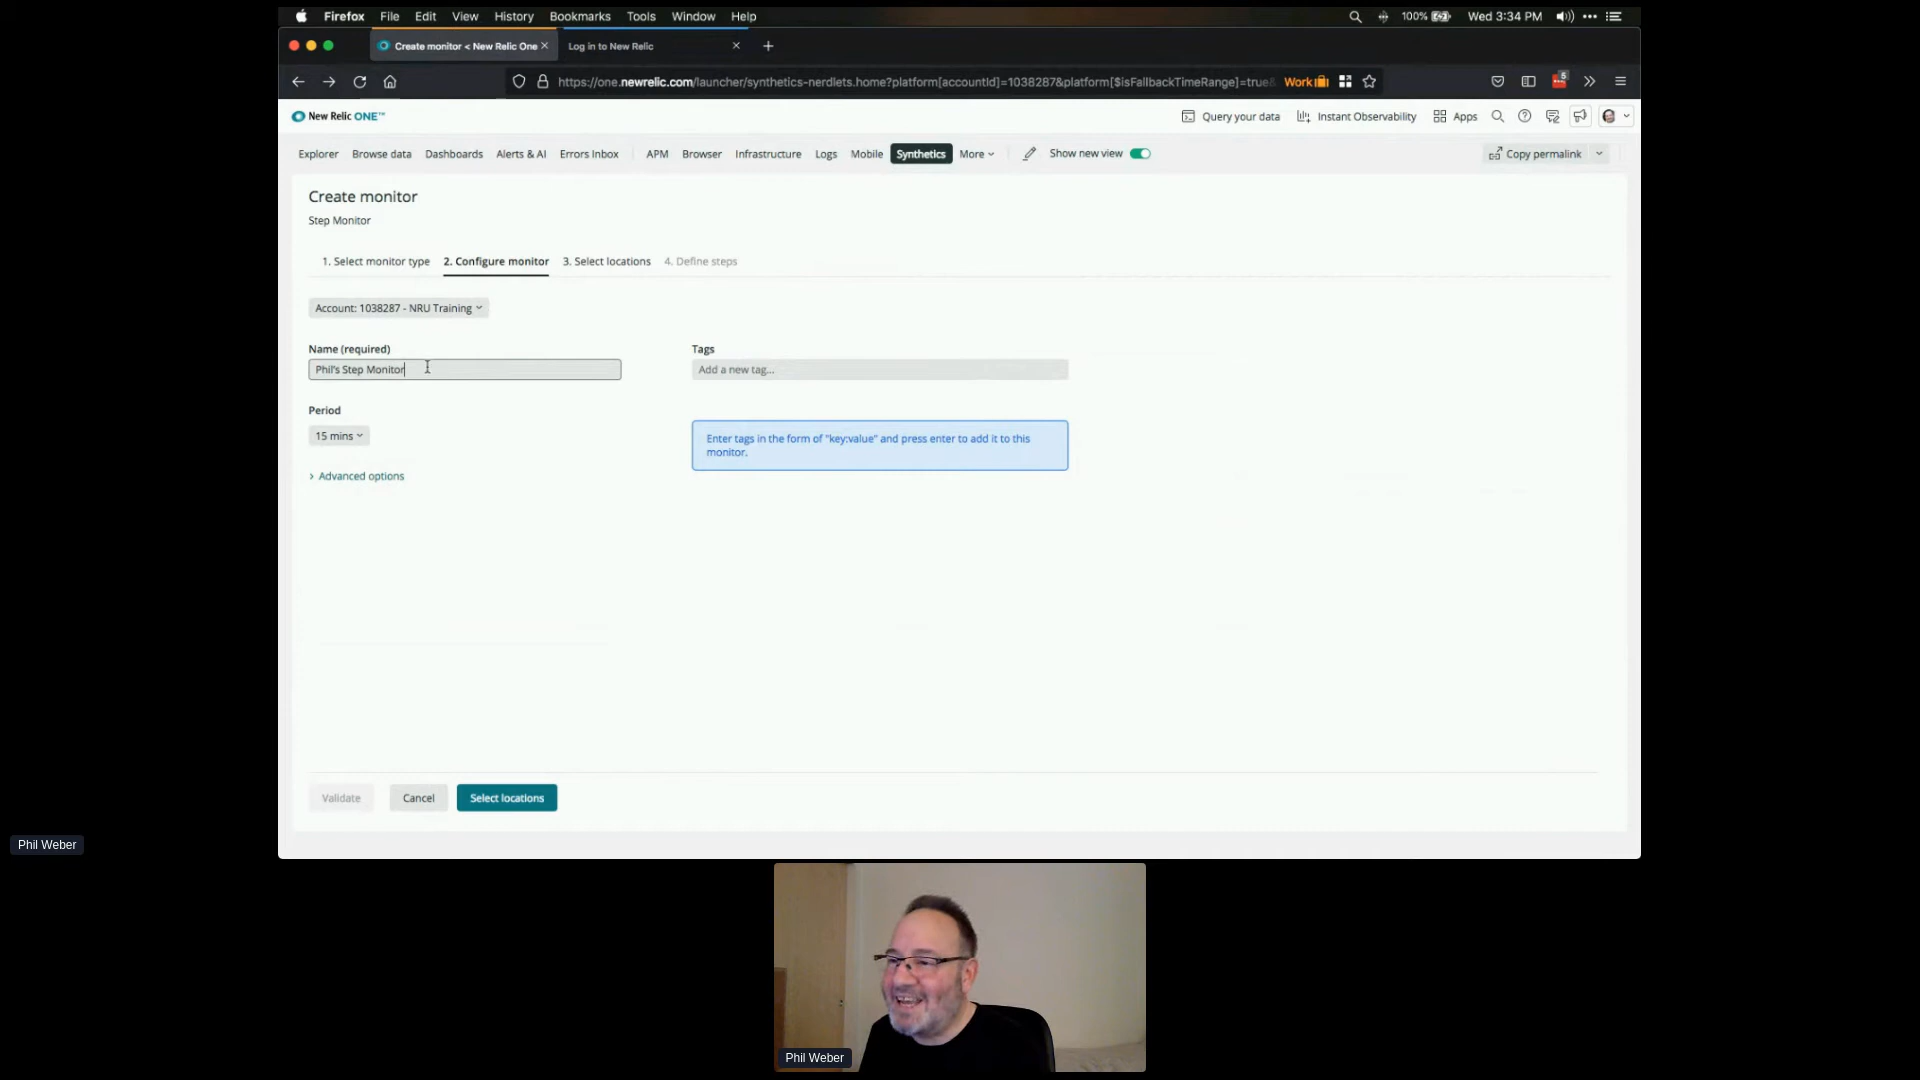 Firefox File Edit View History Bookmarks Tools Window Help 100% Wed 3:34 PM
Create monitor < New Relic One Log in to New Relic
https://one.newrelic.com/launcher/synthetics-nerdlets.home?platform[accountId]=1038287&platform[$isFallbackTimeRange]=true& Work 5
New Relic ONE™ Query your data Instant Observability Apps
Explorer Browse data Dashboards Alerts & AI Errors Inbox APM Browser Infrastructure Logs Mobile Synthetics More Show new view Copy permalink
Create monitor
Step Monitor
1. Select monitor type 2. Configure monitor 3. Select locations 4. Define steps
Account: 1038287 - NRU Training
Name (required) Tags
Phil's Step Monitor Add a new tag...
Period
15 mins
Enter tags in the form of "key:value" and press enter to add it to this
monitor.
Advanced options
Validate Cancel Select locations
Phil Weber
Phil Weber